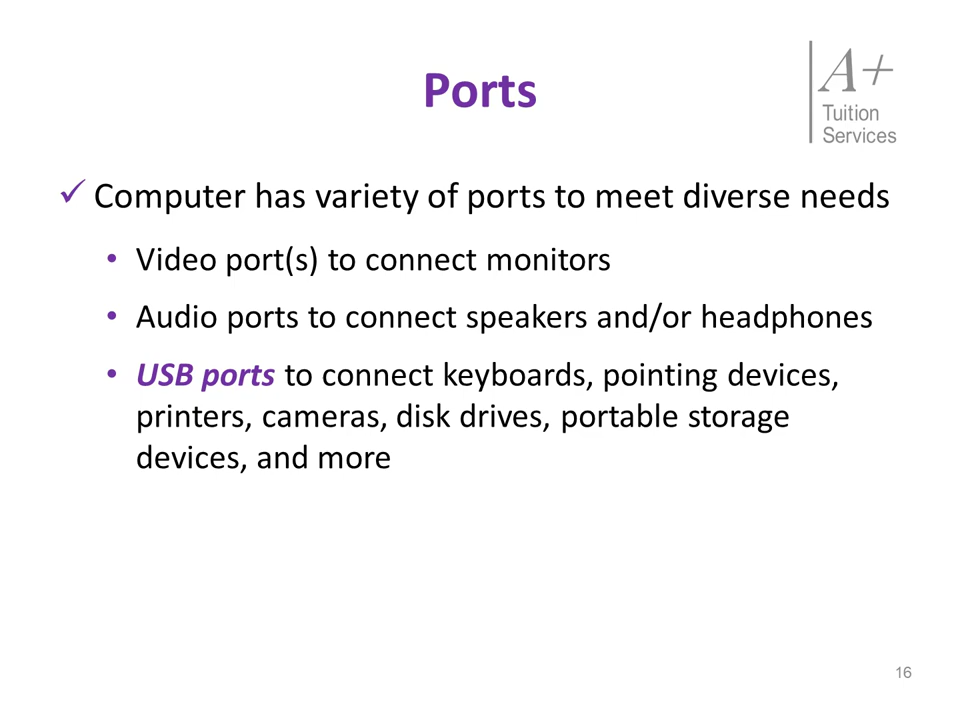 Ports
A+
Tuition
Services
✓ Computer has variety of ports to meet diverse needs
• Video port(s) to connect monitors
• Audio ports to connect speakers and/or headphones
• USB ports to connect keyboards, pointing devices,
printers, cameras, disk drives, portable storage
devices, and more
16